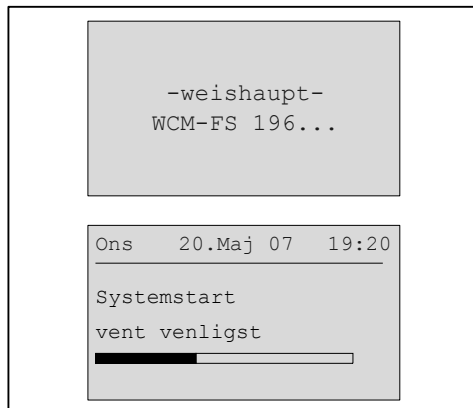 -weishaupt-
WCM-FS 196...
Ons 20.Maj 07 19:20
Systemstart
vent venligst